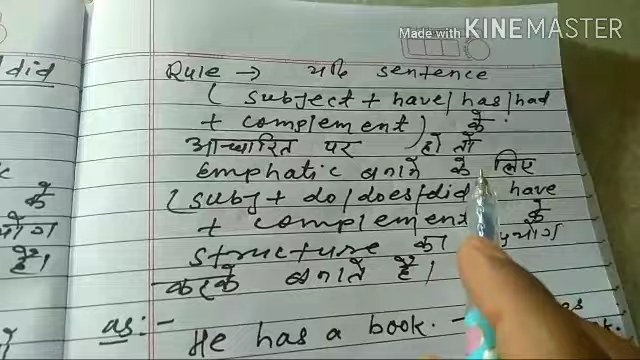 Made with KINEMASTER
did
Rule → यदि sentence
( subject + have/has/had
+ complement ) के
आधारित पर हो तो
Emphatic बनाने के लिए
( subj + do/does/did have
+ complement के
structure का प्रयोग
करके बनाते हैं।
के
है।
as:-
He has a book. -